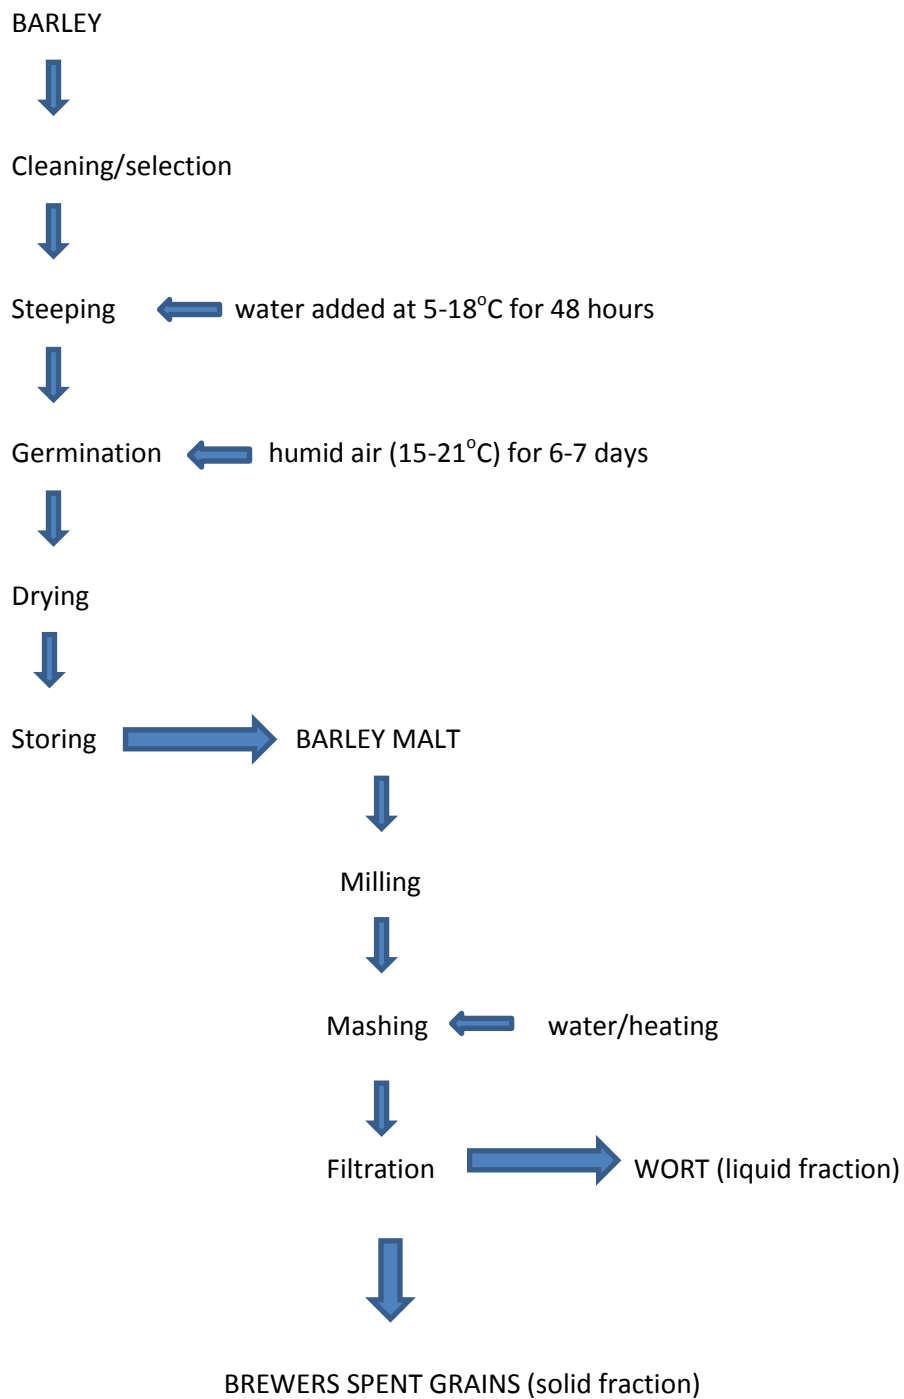 BARLEY
Cleaning/selection
Steeping water added at 5-18°C for 48 hours
Germination humid air (15-21°C) for 6-7 days
Drying
Storing BARLEY MALT
Milling
Mashing water/heating
Filtration WORT (liquid fraction)
BREWERS SPENT GRAINS (solid fraction)